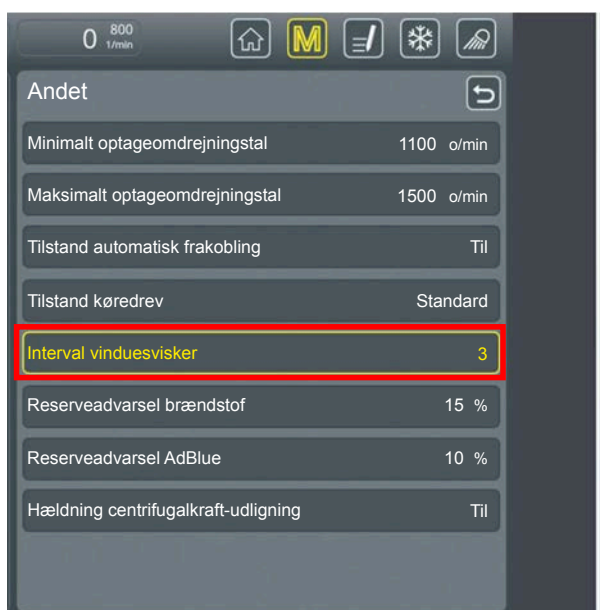 0 800
1/min
M
Andet
Minimalt optageomdrejningstal 1100 o/min
Maksimalt optageomdrejningstal 1500 o/min
Tilstand automatisk frakobling Til
Tilstand køredrev Standard
Interval vinduesvisker 3
Reserveadvarsel brændstof 15 %
Reserveadvarsel AdBlue 10 %
Hældning centrifugalkraft-udligning Til